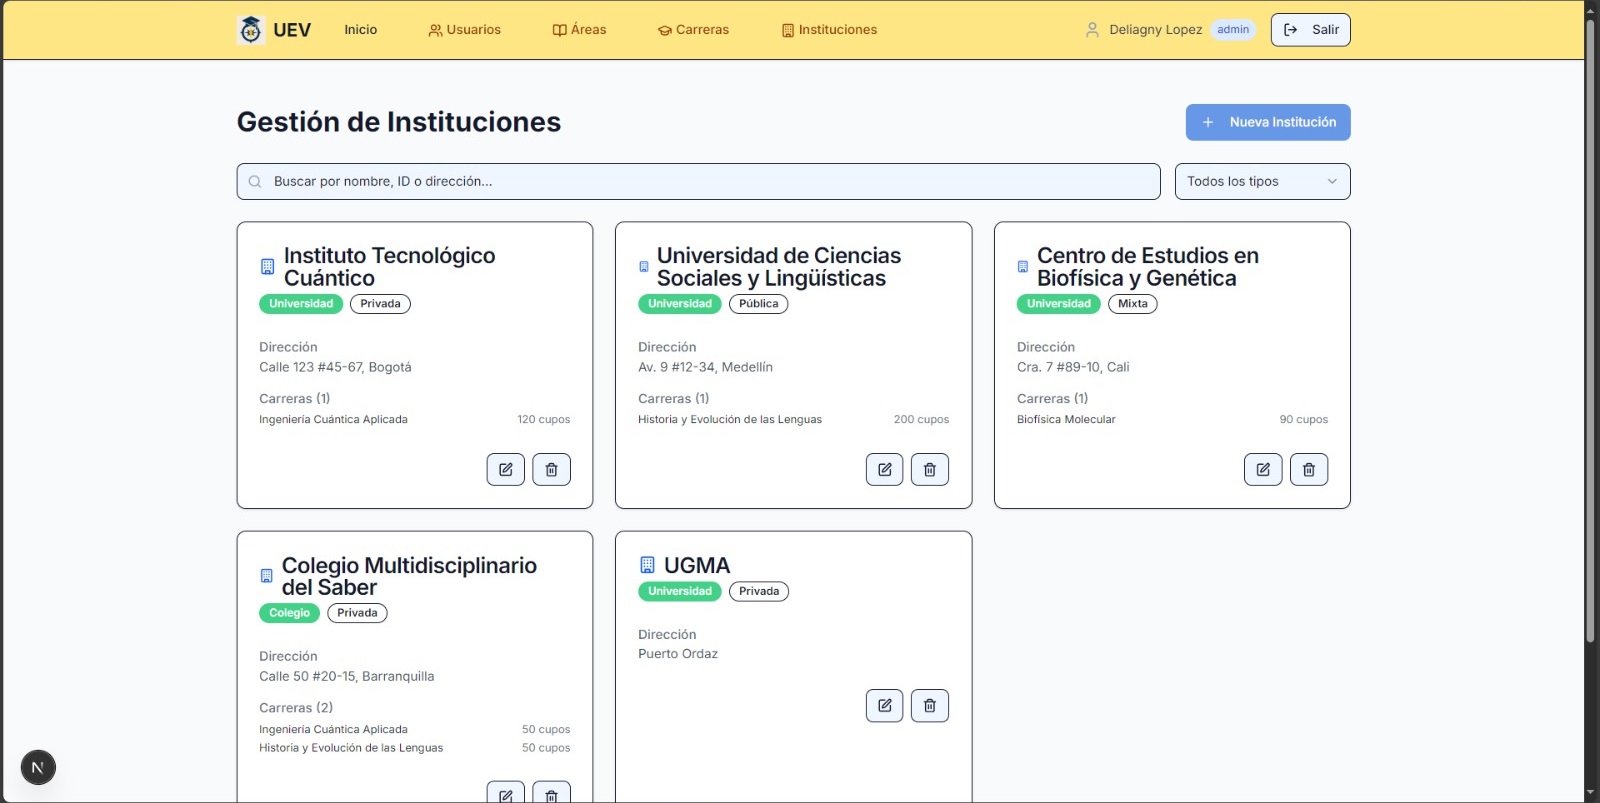 UEV Inicio Usuarios Áreas Carreras Instituciones Deliagny Lopez admin Salir
Gestión de Instituciones
+ Nueva Institución
Buscar por nombre, ID o dirección...
Todos los tipos
Instituto Tecnológico
Cuántico
Universidad Privada
Dirección
Calle 123 #45-67, Bogotá
Carreras (1)
Ingeniería Cuántica Aplicada 120 cupos
Universidad de Ciencias
Sociales y Lingüísticas
Universidad Pública
Dirección
Av. 9 #12-34, Medellín
Carreras (1)
Historia y Evolución de las Lenguas 200 cupos
Centro de Estudios en
Biofísica y Genética
Universidad Mixta
Dirección
Cra. 7 #89-10, Cali
Carreras (1)
Biofísica Molecular 90 cupos
Colegio Multidisciplinario
del Saber
Colegio Privada
Dirección
Calle 50 #20-15, Barranquilla
Carreras (2)
Ingeniería Cuántica Aplicada 50 cupos
Historia y Evolución de las Lenguas 50 cupos
UGMA
Universidad Privada
Dirección
Puerto Ordaz
N